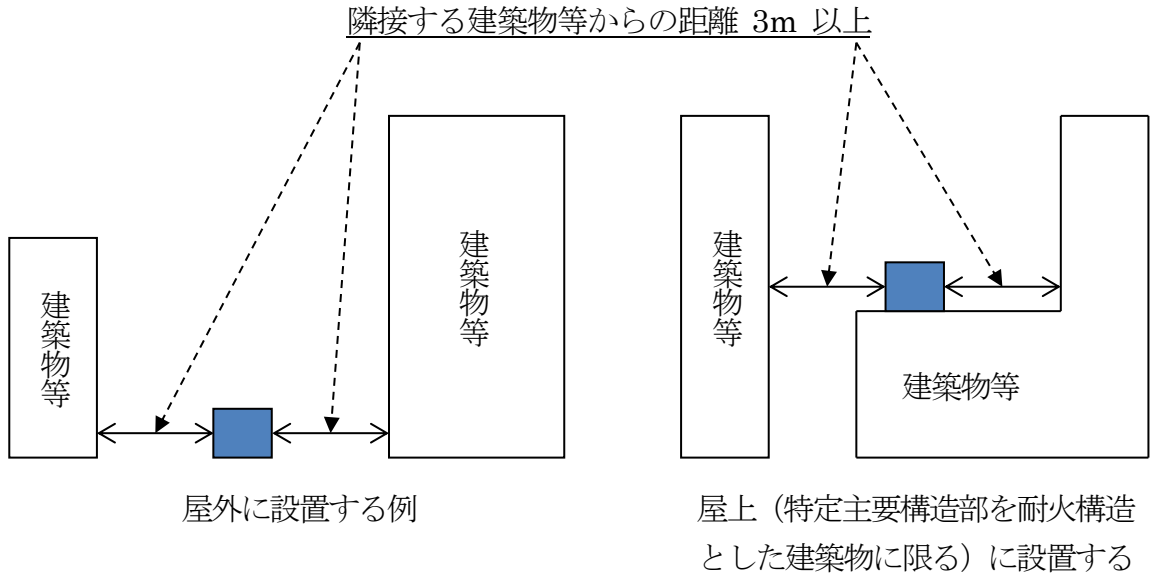 隣接する建築物等からの距離 3m 以上
建築物等
建築物等
建築物等
建築物等
屋外に設置する例
屋上（特定主要構造部を耐火構造
とした建築物に限る）に設置する